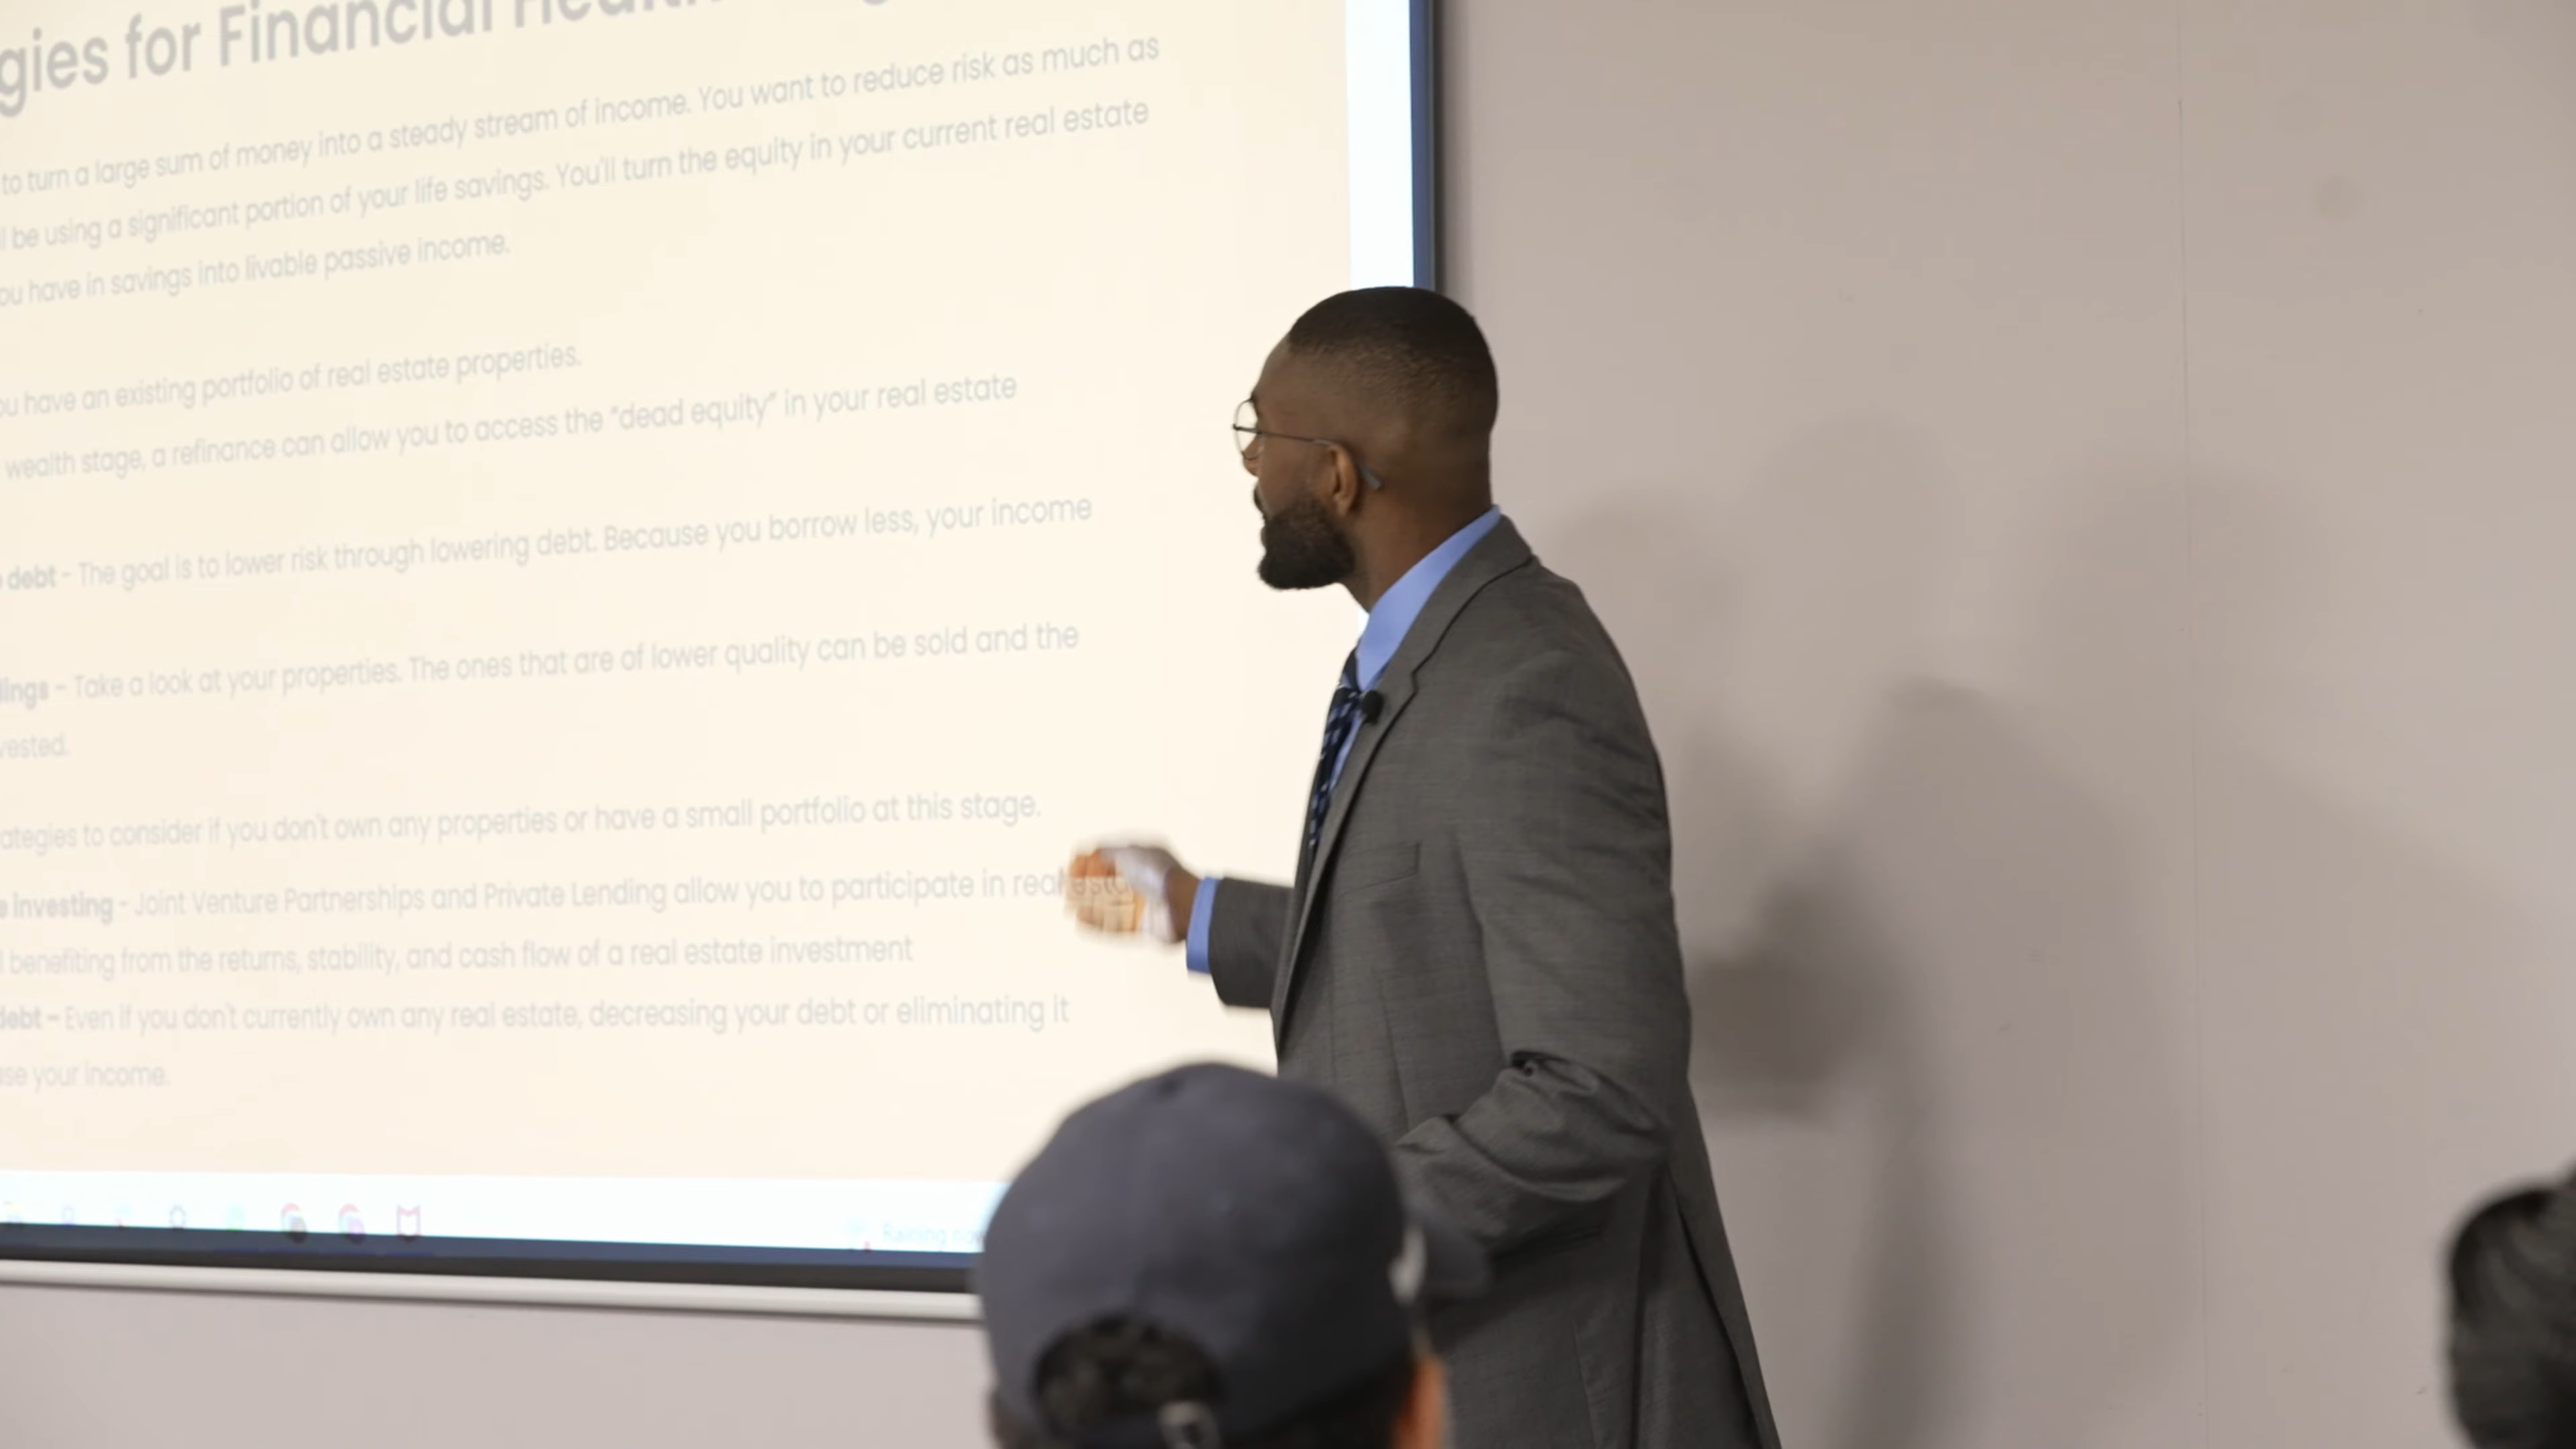 gies for Financial Health
to turn a large sum of money into a steady stream of income. You want to reduce risk as much as
ll be using a significant portion of your life savings. You'll turn the equity in your current real estate
ou have in savings into livable passive income.
ou have an existing portfolio of real estate properties.
wealth stage, a refinance can allow you to access the “dead equity” in your real estate
debt - The goal is to lower risk through lowering debt. Because you borrow less, your income
ings – Take a look at your properties. The ones that are of lower quality can be sold and the
vested.
ategies to consider if you don't own any properties or have a small portfolio at this stage.
e investing - Joint Venture Partnerships and Private Lending allow you to participate in real esta
l benefiting from the returns, stability, and cash flow of a real estate investment
debt – Even if you don't currently own any real estate, decreasing your debt or eliminating it
se your income.
Raining now